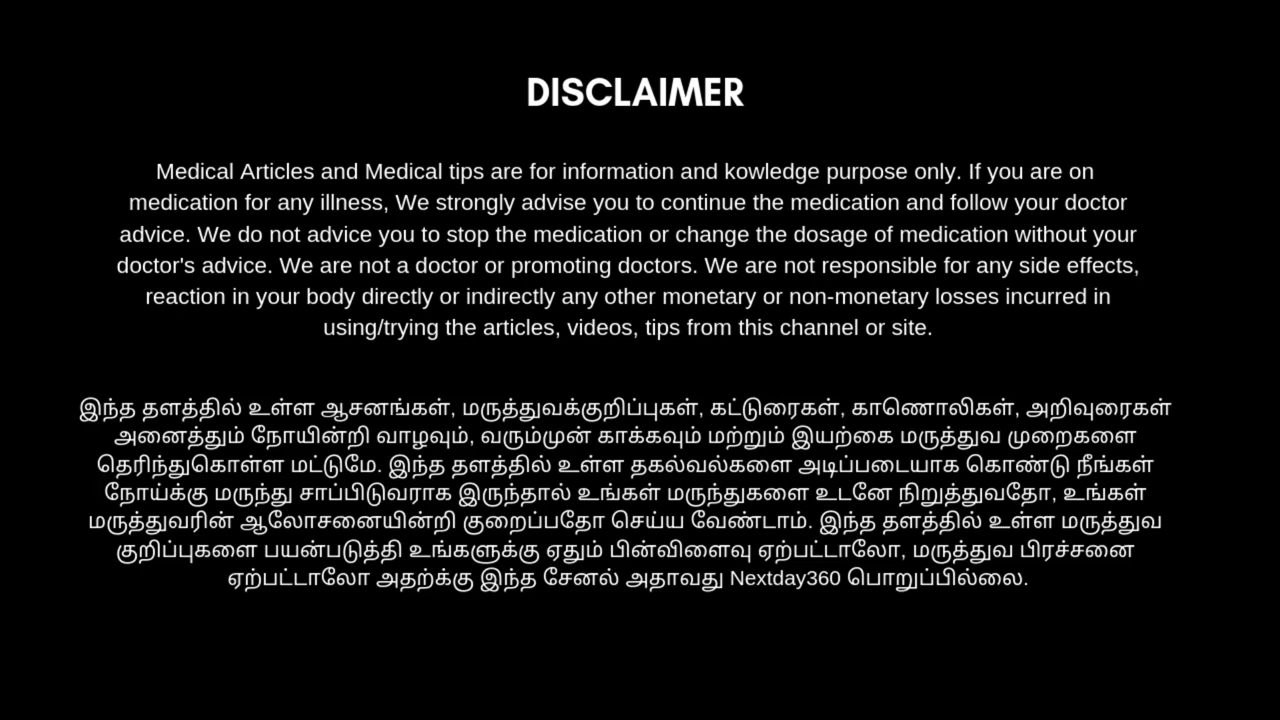 DISCLAIMER
Medical Articles and Medical tips are for information and kowledge purpose only. If you are on
medication for any illness, We strongly advise you to continue the medication and follow your doctor
advice. We do not advice you to stop the medication or change the dosage of medication without your
doctor's advice. We are not a doctor or promoting doctors. We are not responsible for any side effects,
reaction in your body directly or indirectly any other monetary or non-monetary losses incurred in
using/trying the articles, videos, tips from this channel or site.
இந்த தளத்தில் உள்ள ஆசனங்கள், மருத்துவக்குறிப்புகள், கட்டுரைகள், காணொலிகள், அறிவுரைகள்
அனைத்தும் நோயின்றி வாழவும், வரும்முன் காக்கவும் மற்றும் இயற்கை மருத்துவ முறைகளை
தெரிந்துகொள்ள மட்டுமே. இந்த தளத்தில் உள்ள தகல்வல்களை அடிப்படையாக கொண்டு நீங்கள்
நோய்க்கு மருந்து சாப்பிடுவராக இருந்தால் உங்கள் மருந்துகளை உடனே நிறுத்துவதோ, உங்கள்
மருத்துவரின் ஆலோசனையின்றி குறைப்பதோ செய்ய வேண்டாம். இந்த தளத்தில் உள்ள மருத்துவ
குறிப்புகளை பயன்படுத்தி உங்களுக்கு ஏதும் பின்விளைவு ஏற்பட்டாலோ, மருத்துவ பிரச்சனை
ஏற்பட்டாலோ அதற்க்கு இந்த சேனல் அதாவது Nextday360 பொறுப்பில்லை.